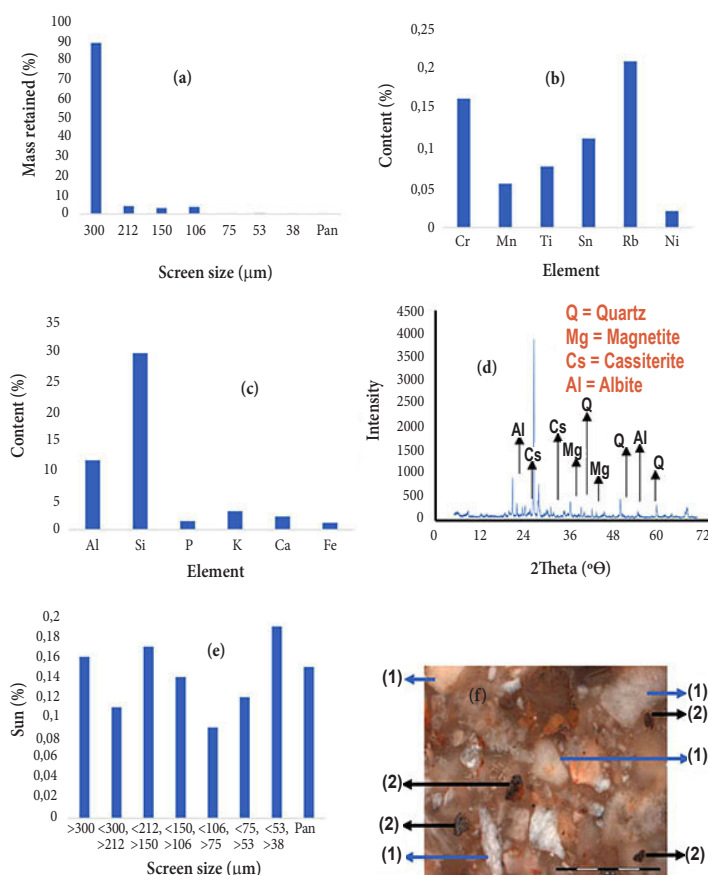 100
90
80
70
60
50
40
30
20
10
0
Mass retained (%)
(a)
300 212 150 106 75 53 38 Pan
Screen size (µm)
0,25
0,2
0,15
0,1
0,05
0
Content (%)
(b)
Cr Mn Ti Sn Rb Ni
Element
35
30
25
20
15
10
5
0
Content (%)
(c)
Al Si P K Ca Fe
Element
4500
4000
3500
3000
2500
2000
1500
1000
500
0
Intensity
(d)
Q = Quartz
Mg = Magnetite
Cs = Cassiterite
Al = Albite
Al Cs Cs Mg Q Mg Q Al Q
0 12 24 36 48 60 72
2Theta (°Ө)
0,2
0,18
0,16
0,14
0,12
0,1
0,08
0,06
0,04
0,02
0
Sun (%)
(e)
>300 <300, <212, <150, <106, <75, <53, Pan
>212 >150 >106 >75 >53 >38
Screen size (µm)
(f)
(1)
(1)
(2)
(1)
(2)
(2)
(1)
(2)